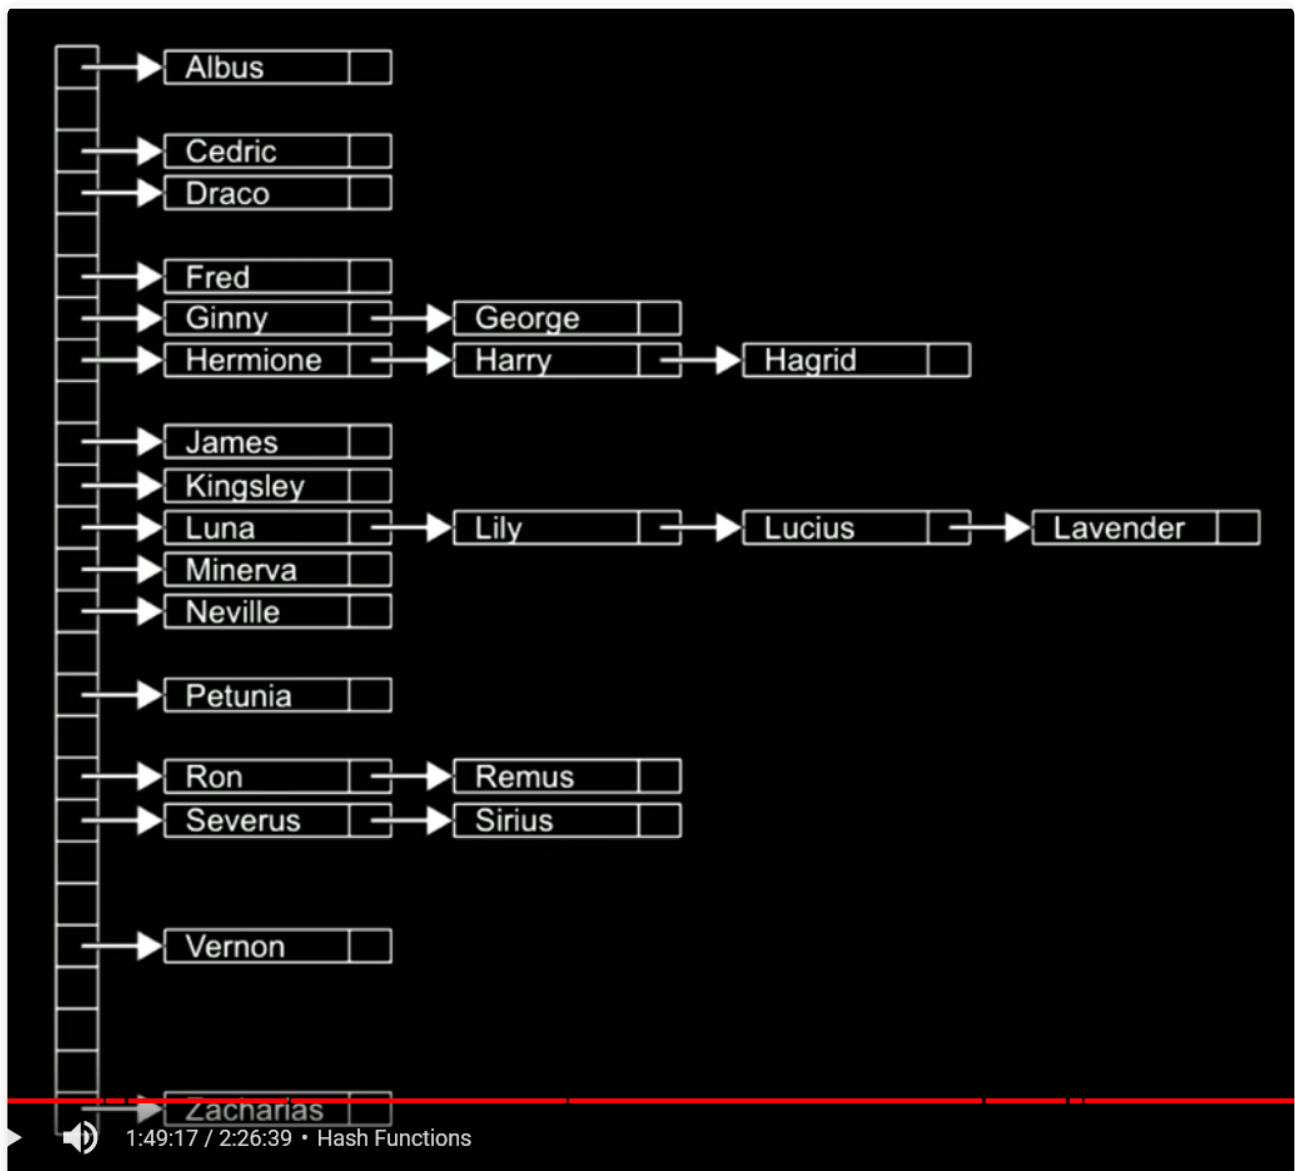 Albus
Cedric
Draco
Fred
Ginny George
Hermione Harry Hagrid
James
Kingsley
Luna Lily Lucius Lavender
Minerva
Neville
Petunia
Ron Remus
Severus Sirius
Vernon
Zacharias
1:49:17 / 2:26:39 • Hash Functions